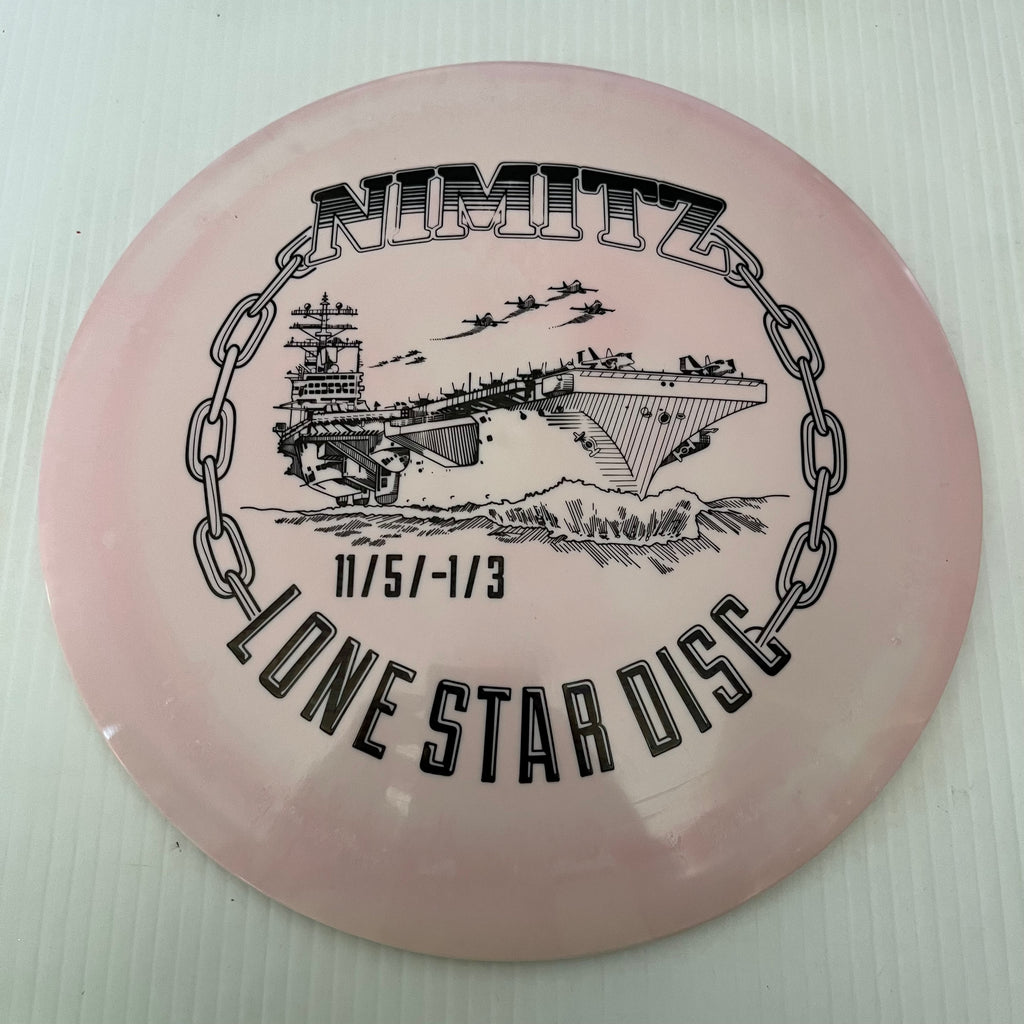 NIMITZ
11/5/-1/3
LONE STAR DISC